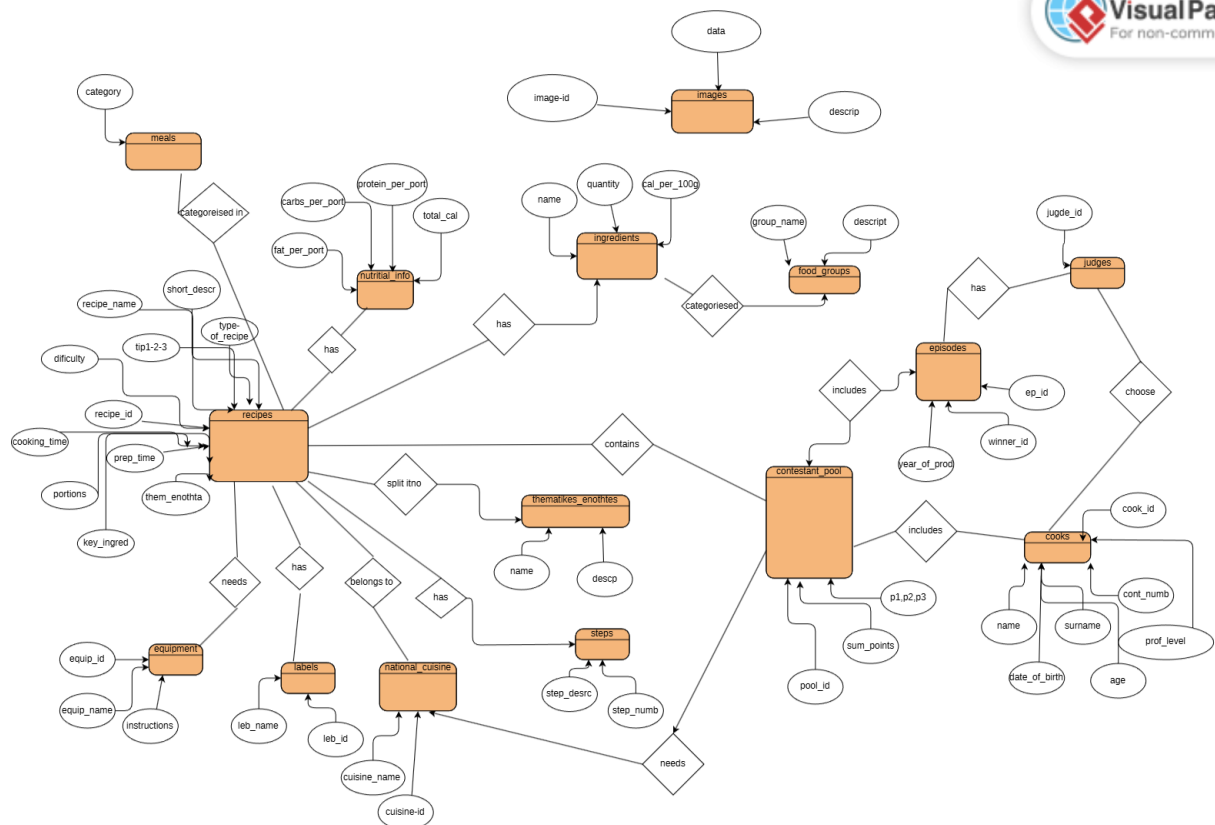 VisualPa
For non-comm
data
image-id
images
descrip
category
meals
categoreised in
protein_per_port
carbs_per_port
total_cal
fat_per_port
nutritial_info
name
quantity
cal_per_100g
ingredients
group_name
descript
food_groups
categoriesed
jugde_id
judges
has
short_descr
recipe_name
type-
of_recipe
tip1-2-3
has
has
dificulty
episodes
includes
ep_id
choose
recipe_id
recipes
cooking_time
prep_time
contains
winner_id
year_of_prod
portions
them_enothta
split itno
contestant_pool
thematikes_enothtes
cook_id
includes
cooks
key_ingred
name
descp
needs
has
belongs to
has
p1,p2,p3
cont_numb
name
surname
prof_level
sum_points
steps
equipment
equip_id
labels
national_cuisine
step_desrc
step_numb
pool_id
date_of_birth
age
equip_name
instructions
leb_name
leb_id
needs
cuisine_name
cuisine-id